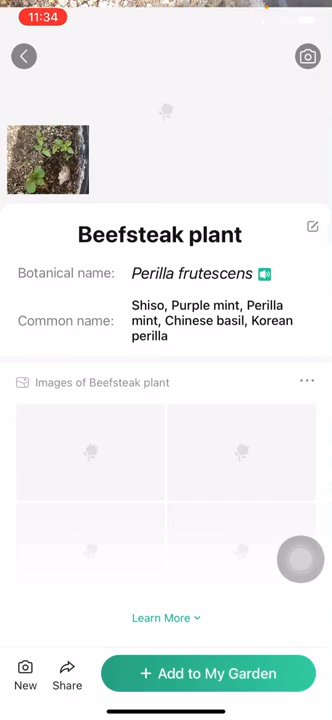 11:34
Beefsteak plant
Botanical name: Perilla frutescens
Common name: Shiso, Purple mint, Perilla
mint, Chinese basil, Korean
perilla
Images of Beefsteak plant
Learn More
New
Share
+ Add to My Garden